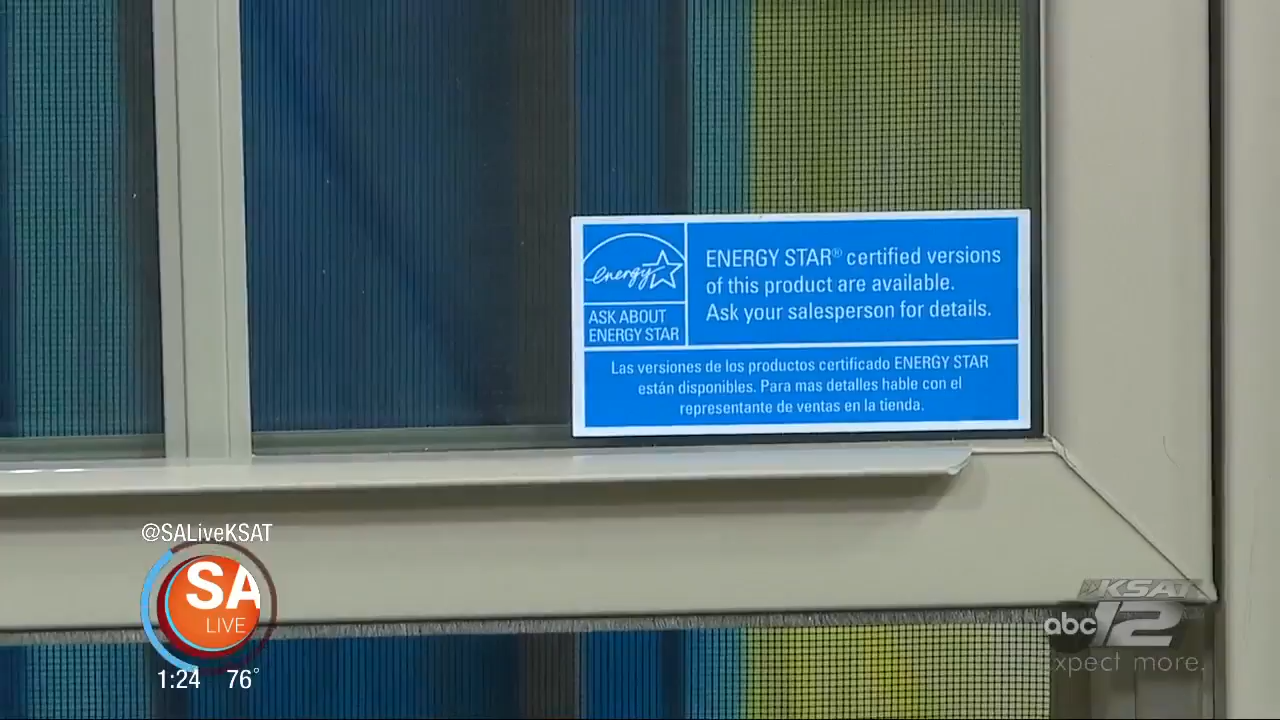 energy
ASK ABOUT
ENERGY STAR
ENERGY STAR® certified versions
of this product are available.
Ask your salesperson for details.
Las versiones de los productos certificado ENERGY STAR
están disponibles. Para mas detalles hable con el
representante de ventas en la tienda.
@SALiveKSAT
SA
LIVE
1:24 76°
KSAT
abc 12
Expect more.